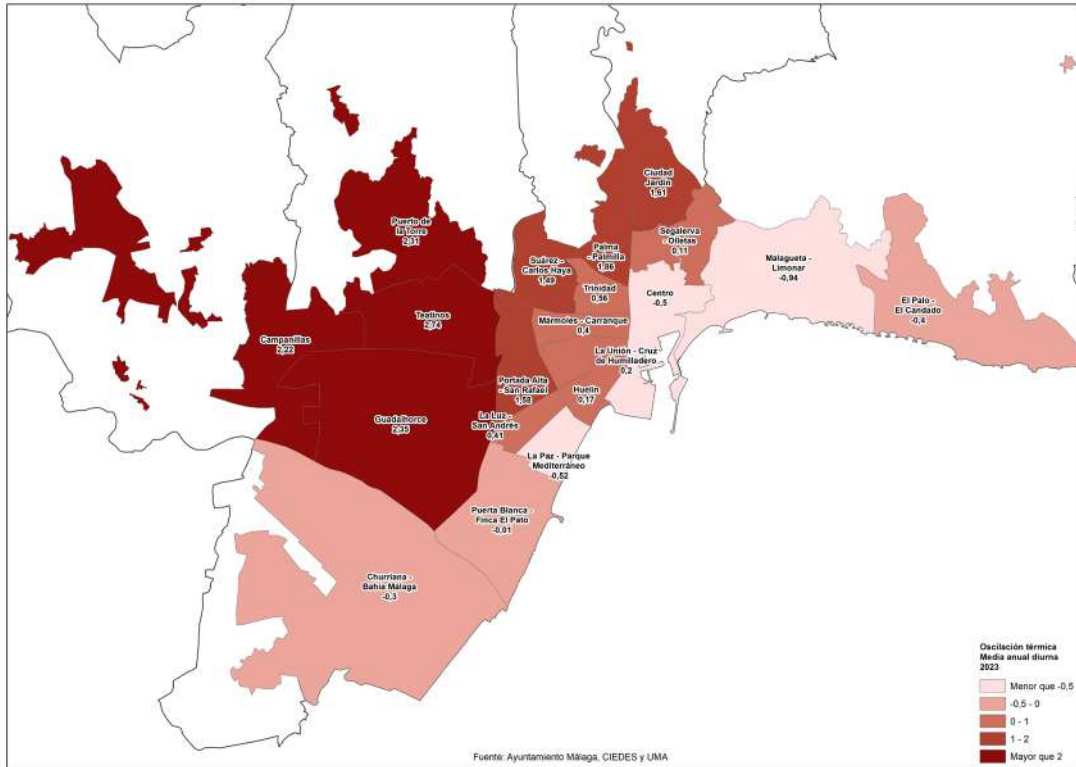 Ciudad
Jardín
1,61
Puerto de
la Torre
2,31
Segalerva -
Olletas
0,11
Palma
- Palmilla
1,86
Suárez -
Carlos Haya
1,49
Malagueta -
Limonar
-0,94
Trinidad
0,56
Centro
-0,5
El Palo -
El Candado
-0,4
Teatinos
2,74
Mármoles - Carranque
0,4
Campanillas
2,22
La Unión - Cruz
de Humilladero
0,2
Portada Alta
- San Rafael
1,58
Huelin
0,17
Guadalhorce
2,35
La Luz -
San Andrés
0,41
La Paz - Parque
Mediterráneo
-0,52
Puerta Blanca -
Finca El Pato
-0,01
Churriana -
Bahía Málaga
-0,3
Oscilación térmica
Media anual diurna
2023
Menor que -0,5
-0,5 - 0
0 - 1
1 - 2
Mayor que 2
Fuente: Ayuntamiento Málaga, CIEDES y UMA